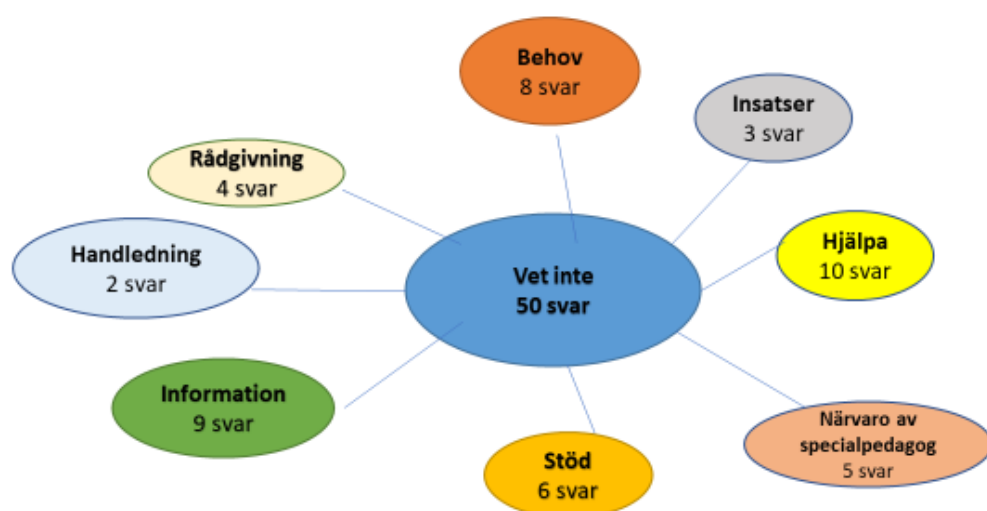 Behov
8 svar
Insatser
3 svar
Rådgivning
4 svar
Hjälpa
10 svar
Handledning
2 svar
Vet inte
50 svar
Information
9 svar
Närvaro av
specialpedagog
5 svar
Stöd
6 svar